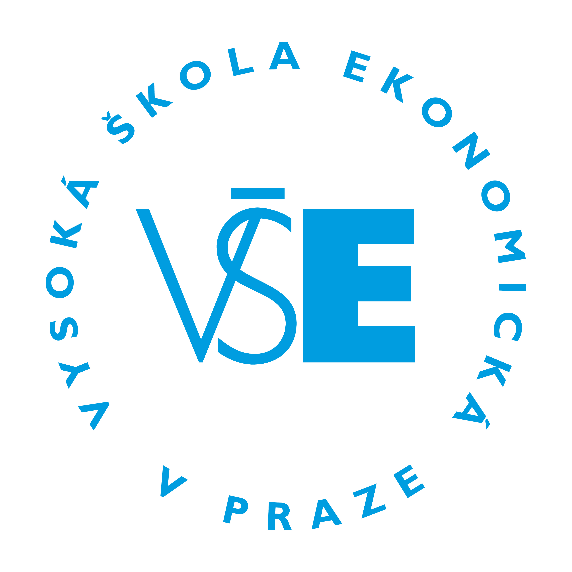 VYSOKÁ ŠKOLA EKONOMICKÁ
V PRAZE
VŠE